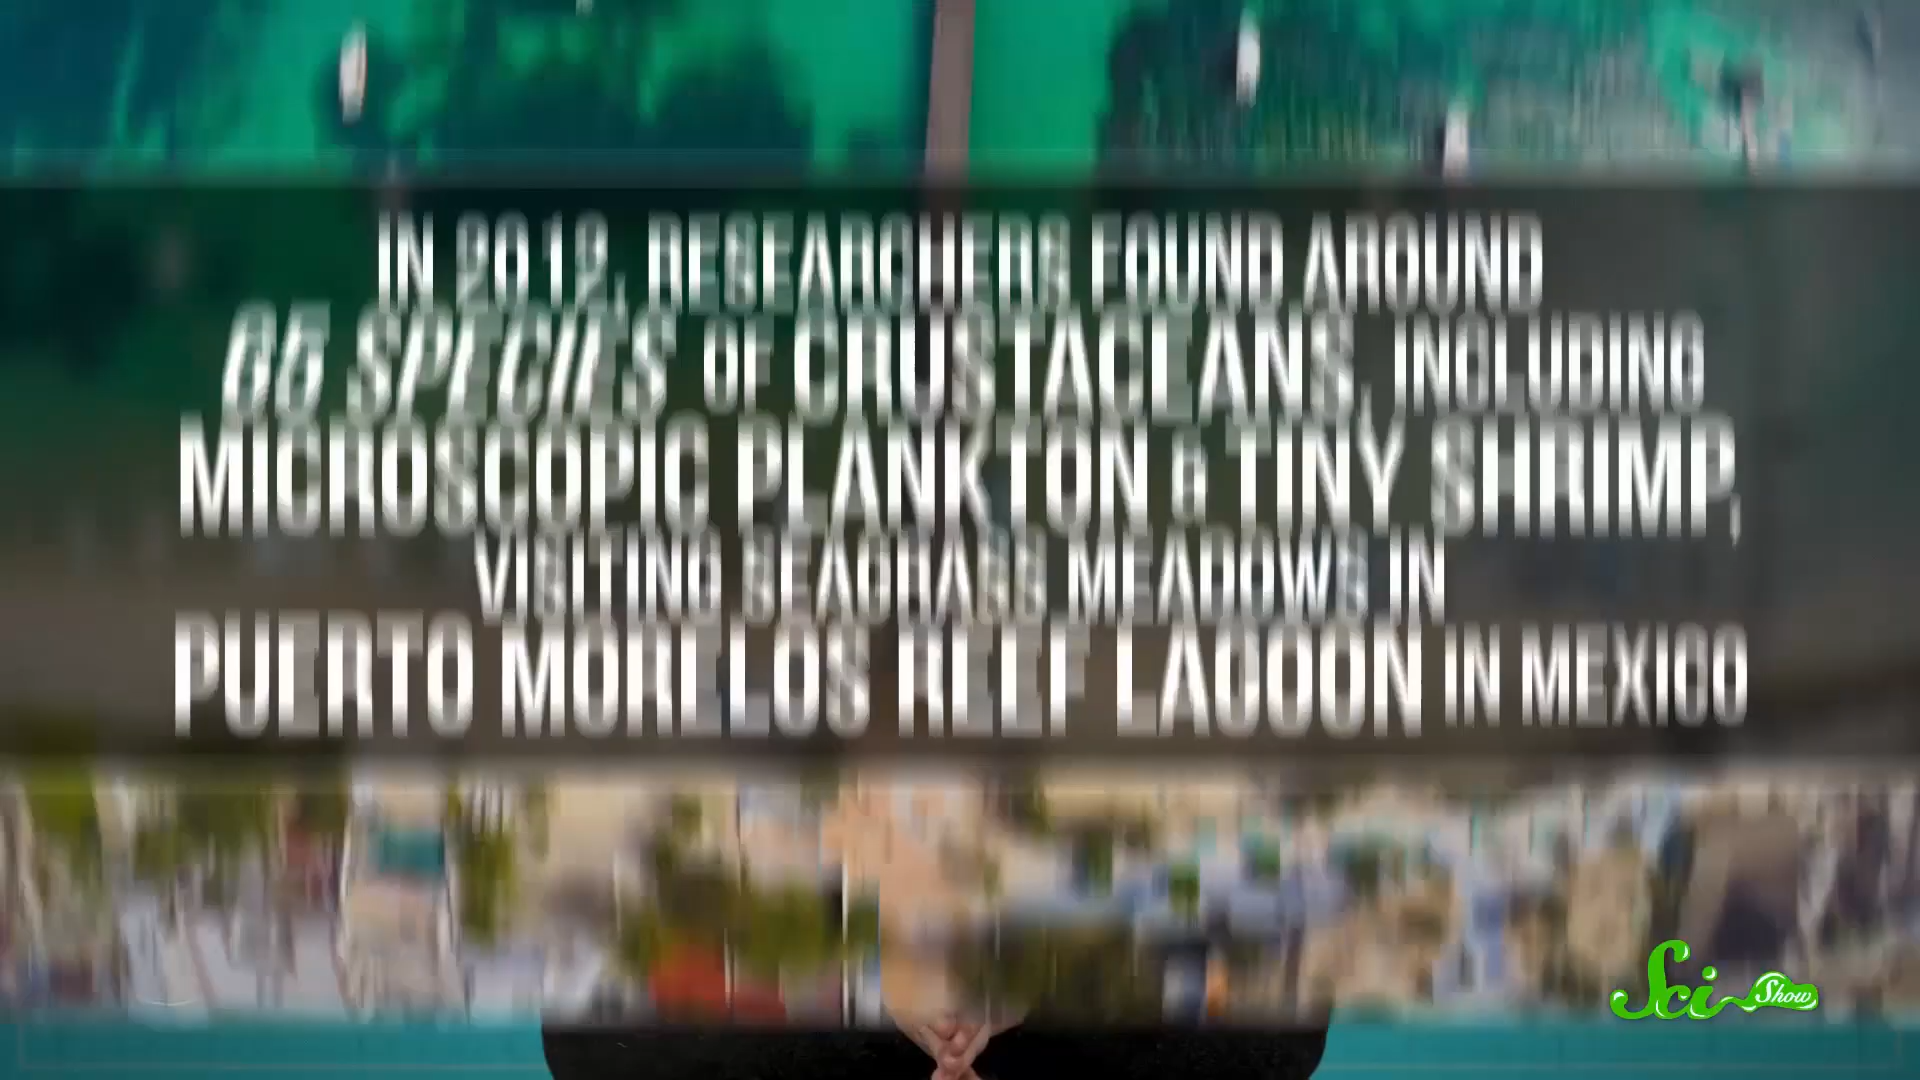 IN 2012, RESEARCHERS FOUND AROUND
SPECIES OF CRUSTACEANS, INCLUDING
MICROSCOPIC PLANKTON & TINY SHRIMP,
VISITING SEAGRASS MEADOWS IN
PUERTO MORELOS REEF LAGOON IN MEXICO
SciShow